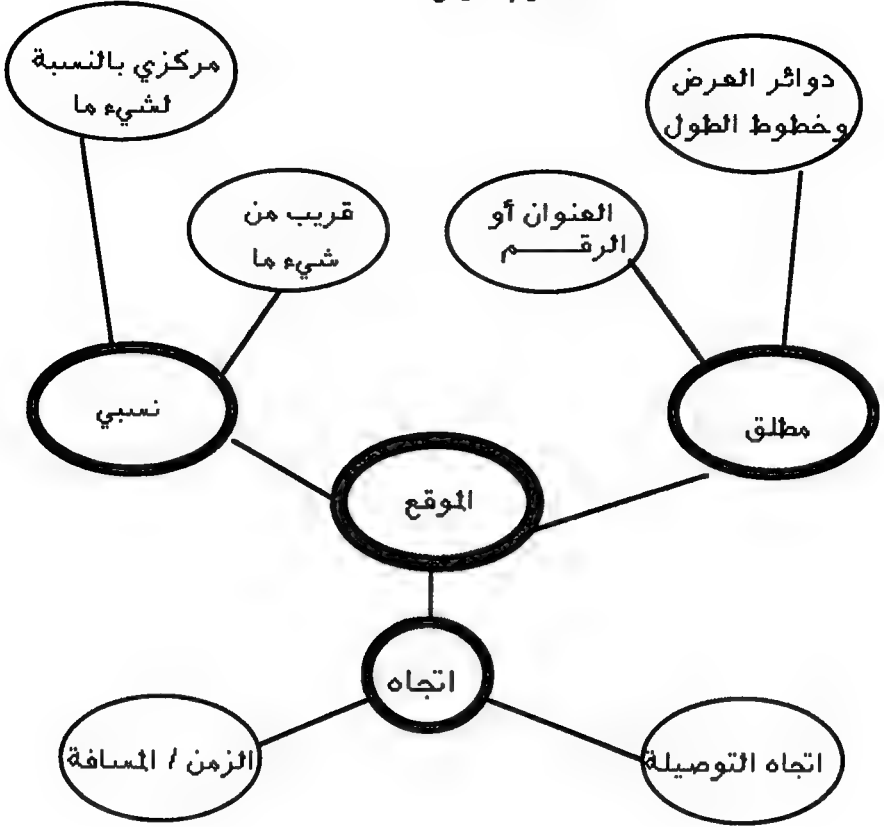 مركزي بالنسبة
لشيء ما
دوائر العرض
وخطوط الطول
قريب من
شيء ما
العنوان أو
الرقـــــم
نسبي
مطلق
الموقع
اتجاه
الزمن / المسافة
اتجاه التوصيلة